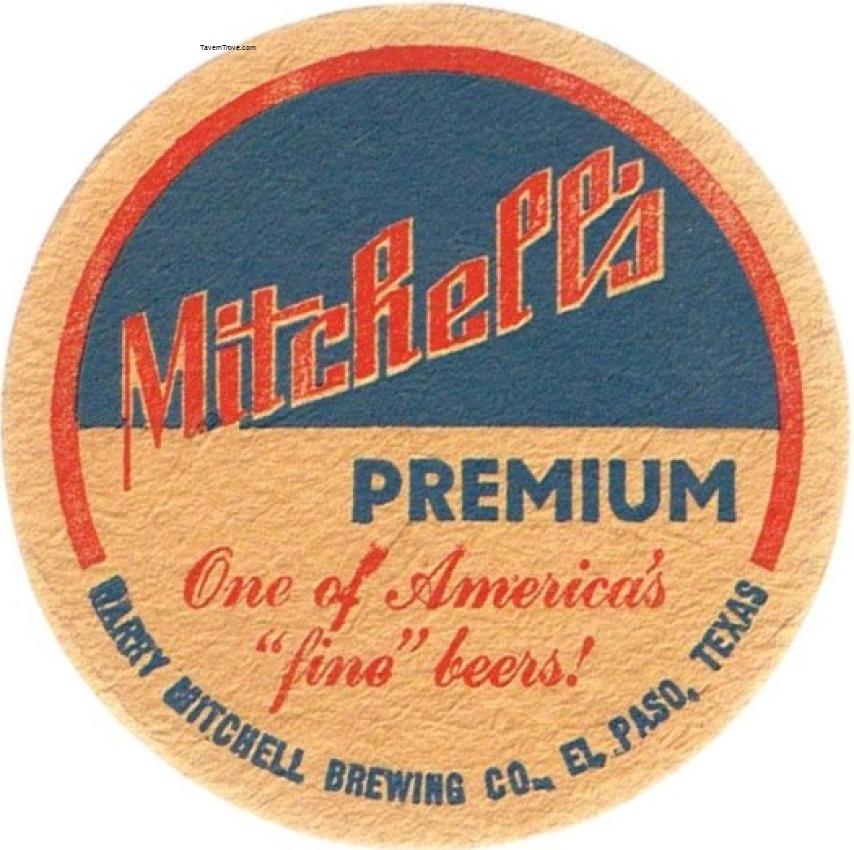 TavernTrove.com
Mitchell's
PREMIUM
One of America's
"fine" beers!
HARRY MITCHELL BREWING CO., EL PASO, TEXAS